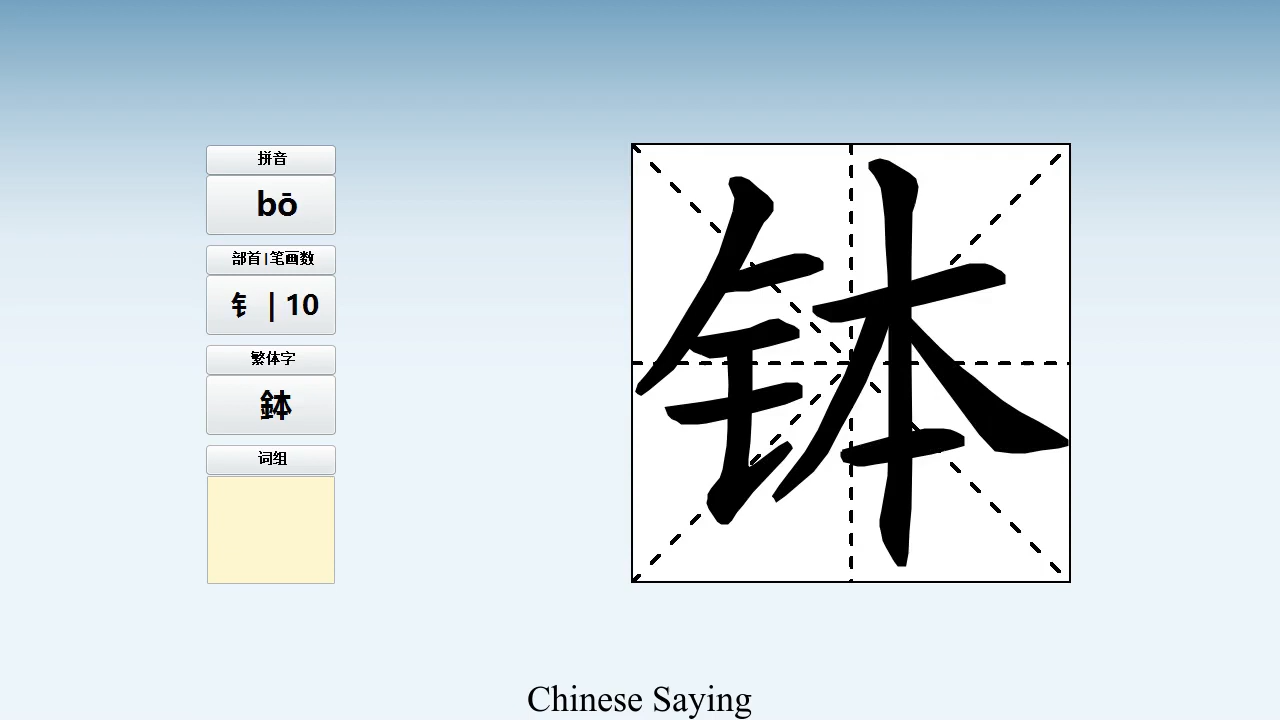 拼音
bō
部首|笔画数
钅 | 10
繁体字
鉢
词组
钵
Chinese Saying